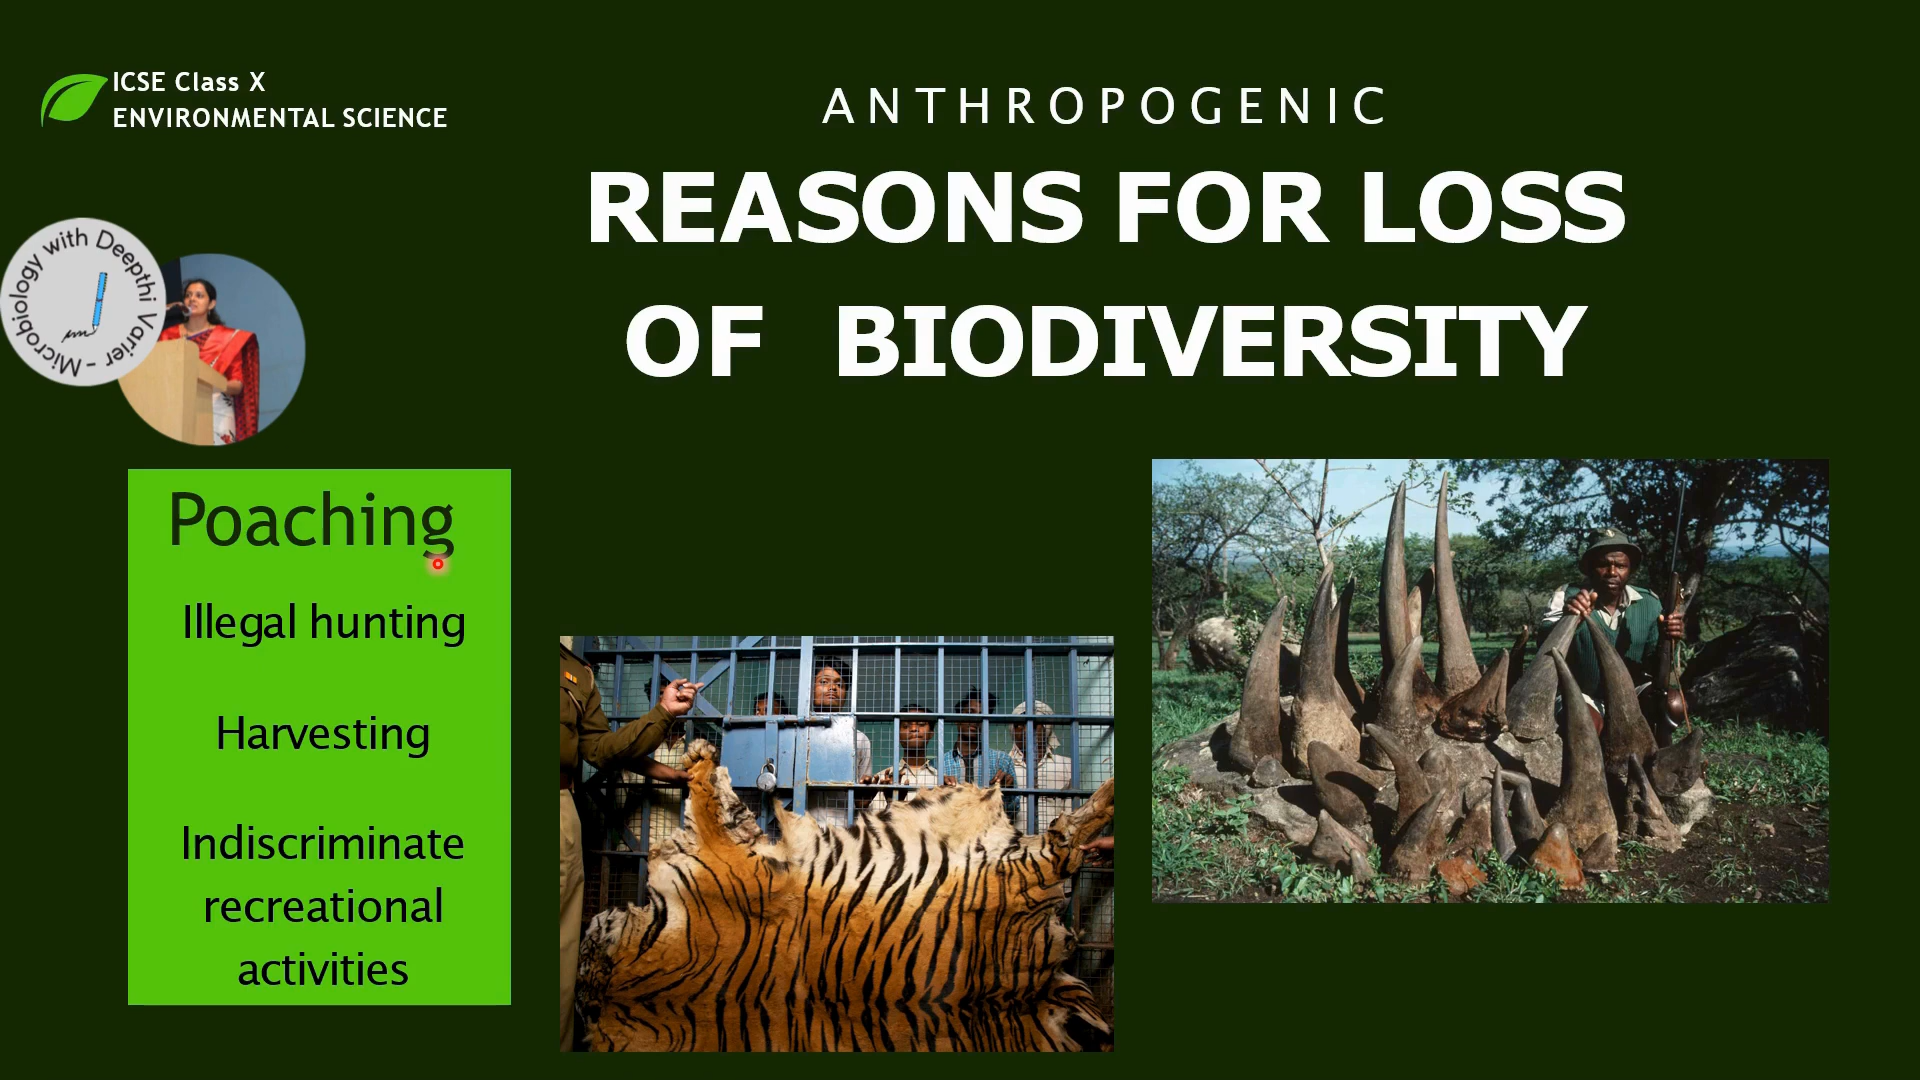 ICSE Class X
ENVIRONMENTAL SCIENCE
ANTHROPOGENIC
REASONS FOR LOSS
OF BIODIVERSITY
Microbiology with Deepthi Varier -
Poaching
Illegal hunting
Harvesting
Indiscriminate
recreational
activities